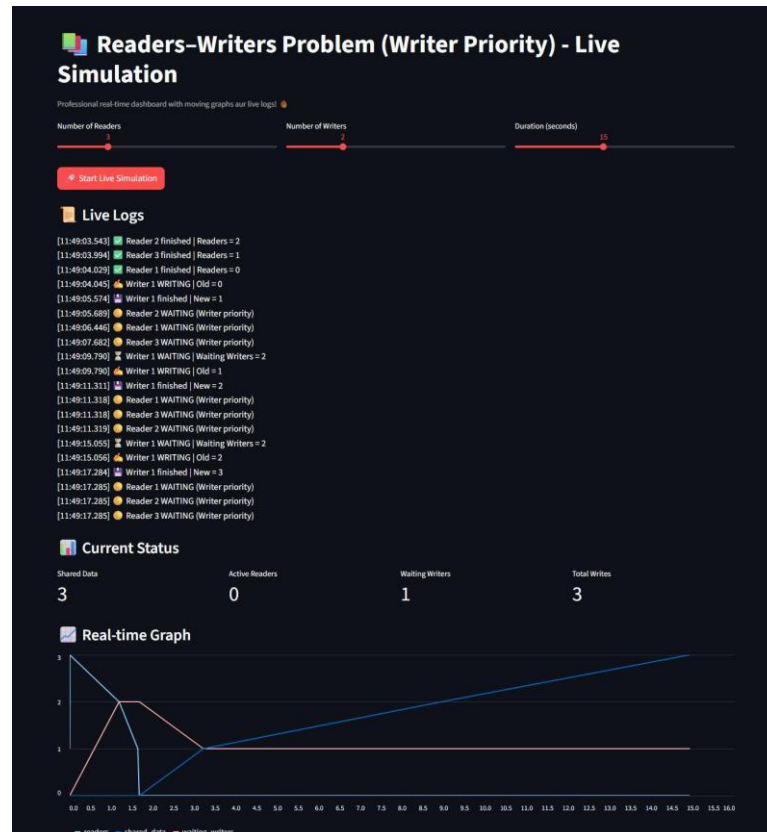 📚 Readers–Writers Problem (Writer Priority) - Live
Simulation
Professional real-time dashboard with moving graphs aur live logs! 🔥
Number of Readers
3
Number of Writers
2
Duration (seconds)
15
🚀 Start Live Simulation
📜 Live Logs
[11:49:03.543] ✅ Reader 2 finished | Readers = 2
[11:49:03.994] ✅ Reader 3 finished | Readers = 1
[11:49:04.029] ✅ Reader 1 finished | Readers = 0
[11:49:04.045] ✍️ Writer 1 WRITING | Old = 0
[11:49:05.574] 💾 Writer 1 finished | New = 1
[11:49:05.689] 🟡 Reader 2 WAITING (Writer priority)
[11:49:06.446] 🟡 Reader 1 WAITING (Writer priority)
[11:49:07.682] 🟡 Reader 3 WAITING (Writer priority)
[11:49:09.790] ⏳ Writer 1 WAITING | Waiting Writers = 2
[11:49:09.790] ✍️ Writer 1 WRITING | Old = 1
[11:49:11.311] 💾 Writer 1 finished | New = 2
[11:49:11.318] 🟡 Reader 1 WAITING (Writer priority)
[11:49:11.318] 🟡 Reader 3 WAITING (Writer priority)
[11:49:11.319] 🟡 Reader 2 WAITING (Writer priority)
[11:49:15.055] ⏳ Writer 1 WAITING | Waiting Writers = 2
[11:49:15.056] ✍️ Writer 1 WRITING | Old = 2
[11:49:17.284] 💾 Writer 1 finished | New = 3
[11:49:17.285] 🟡 Reader 1 WAITING (Writer priority)
[11:49:17.285] 🟡 Reader 2 WAITING (Writer priority)
[11:49:17.285] 🟡 Reader 3 WAITING (Writer priority)
📊 Current Status
Shared Data Active Readers Waiting Writers Total Writes
3 0 1 3
📈 Real-time Graph
3
2
1
0
0.0 0.5 1.0 1.5 2.0 2.5 3.0 3.5 4.0 4.5 5.0 5.5 6.0 6.5 7.0 7.5 8.0 8.5 9.0 9.5 10.0 10.5 11.0 11.5 12.0 12.5 13.0 13.5 14.0 14.5 15.0 15.5 16.0
readers shared_data waiting_writers